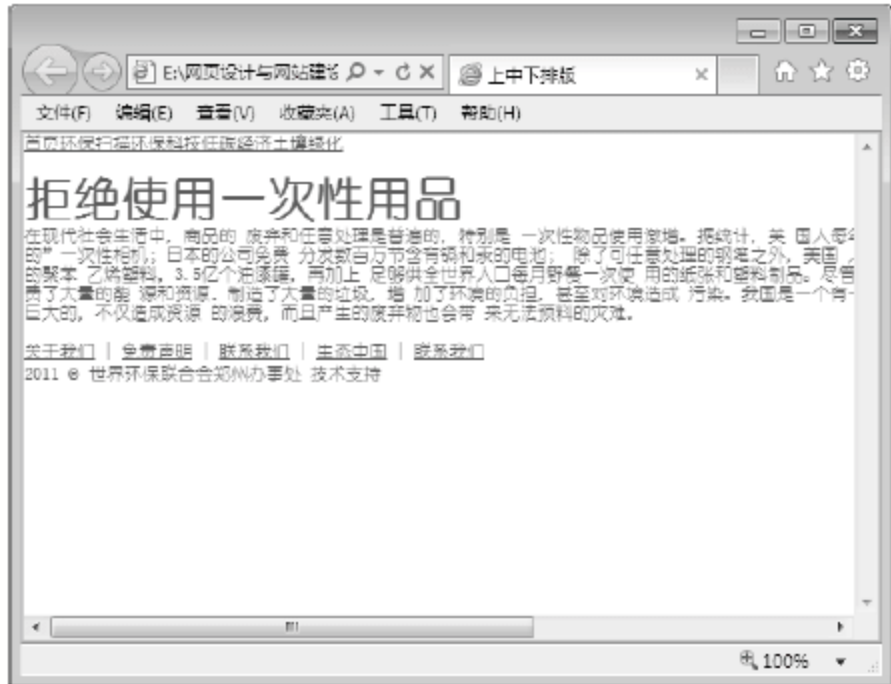 E:\网页设计与网站建
上中下排版
文件(F) 编辑(E) 查看(V) 收藏夹(A) 工具(T) 帮助(H)
首页环保扫描环保科技低碳经济土壤绿化
拒绝使用一次性用品
在现代社会生活中, 商品的 废弃和任意处理是普遍的, 特别是 一次性物品使用激增。据统计, 英 国人每年
的”一次性相机; 日本的公司免费 分发数百万节含有镉和汞的电池; 除了可任意处理的钢笔之外, 美国
的聚苯 乙烯塑料, 3.5亿个油漆罐, 再加上 足够供全世界人口每月野餐一次使 用的纸张和塑料制品。尽管
费了大量的能 源和资源, 制造了大量的垃圾, 增 加了环境的负担, 甚至对环境造成 污染。我国是一个有
巨大的, 不仅造成资源 的浪费, 而且产生的废弃物也会带 来无法预料的灾难。
关于我们 | 免责声明 | 联系我们 | 生态中国 | 联系我们
2011 © 世界环保联合会郑州办事处 技术支持
100%